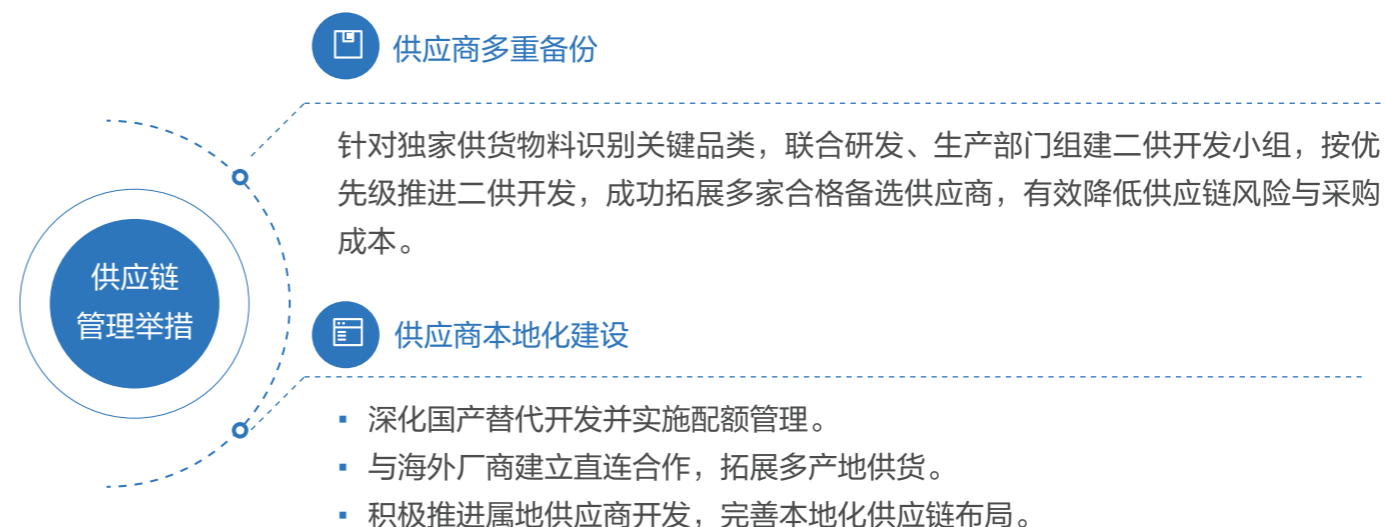 供应商多重备份
针对独家供货物料识别关键品类，联合研发、生产部门组建二供开发小组，按优
先级推进二供开发，成功拓展多家合格备选供应商，有效降低供应链风险与采购
成本。
供应链
管理举措
供应商本地化建设
▪ 深化国产替代开发并实施配额管理。
▪ 与海外厂商建立直连合作，拓展多产地供货。
▪ 积极推进属地供应商开发，完善本地化供应链布局。